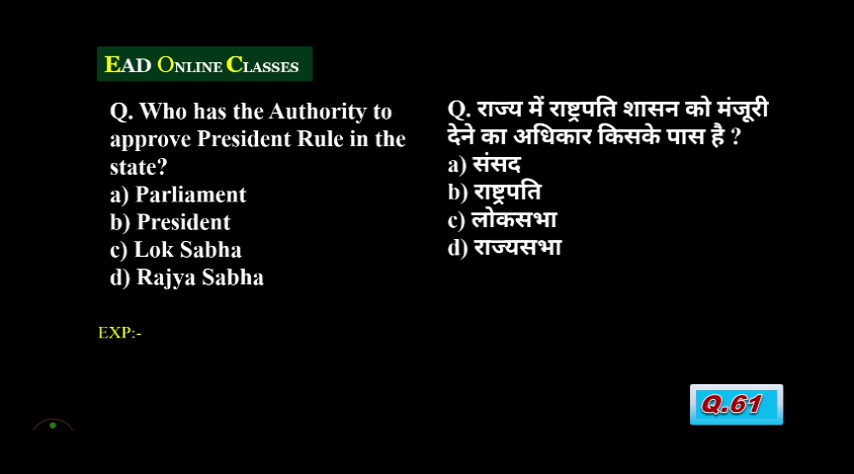 EAD ONLINE CLASSES
Q. Who has the Authority to
approve President Rule in the
state?
a) Parliament
b) President
c) Lok Sabha
d) Rajya Sabha
Q. राज्य में राष्ट्रपति शासन को मंजूरी
देने का अधिकार किसके पास है ?
a) संसद
b) राष्ट्रपति
c) लोकसभा
d) राज्यसभा
EXP:-
Q.61